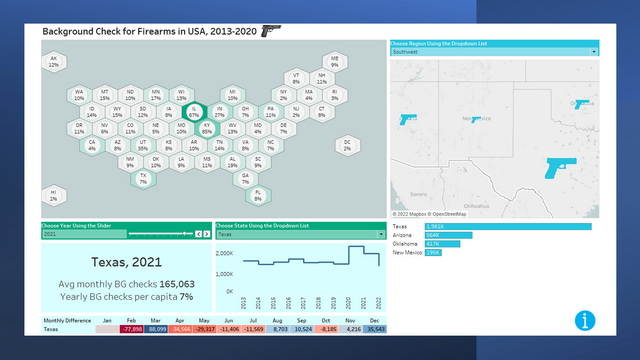 Background Check for Firearms in USA, 2013-2020
AK 12%
ME 9%
VT 8%
NH 11%
WA 10%
MT 15%
ND 11%
MN 17%
WI 13%
MI 10%
NY 2%
MA 4%
RI 3%
ID 14%
WY 15%
SD 12%
IA 8%
IL 67%
IN 27%
OH 7%
PA 11%
NJ 2%
CT
OR 11%
NV 8%
CO 9%
NE 5%
MO 10%
KY 85%
WV 13%
MD 4%
DE 7%
DC 2%
CA 4%
AZ 8%
UT 35%
KS 8%
AR 10%
TN 14%
VA 8%
NC 7%
NM 9%
OK 10%
LA 9%
MS 11%
AL 19%
SC 9%
TX 7%
GA 7%
HI 1%
FL 8%
Choose Region Using the Dropdown List
Southwest
Sonora
Chihuahua
© 2022 Mapbox © OpenStreetMap
Choose Year Using the Slider
2021
Choose State Using the Dropdown List
Texas
Texas, 2021
Avg monthly BG checks 165,063
Yearly BG checks per capita 7%
2,000K
1,000K
0K
2013 2014 2015 2016 2017 2018 2019 2020 2021 2022
Texas 1,981K
Arizona 564K
Oklahoma 417K
New Mexico 196K
Monthly Difference Jan Feb Mar Apr May Jun Jul Aug Sep Oct Nov Dec
Texas -77,898 88,099 -34,566 -29,317 -11,406 -11,569 8,703 10,524 -8,185 4,216 35,543
i